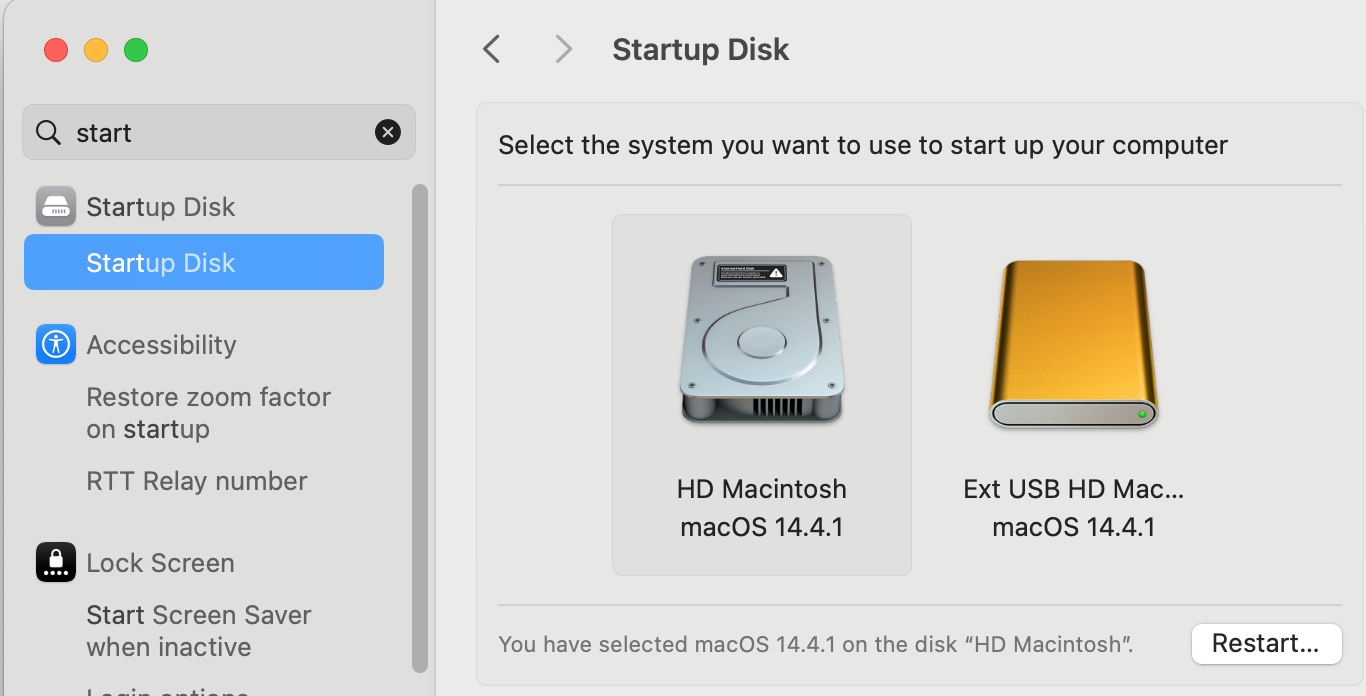 Startup Disk
start
Startup Disk
Startup Disk
Accessibility
Restore zoom factor
on startup
RTT Relay number
Lock Screen
Start Screen Saver
when inactive
Select the system you want to use to start up your computer
HD Macintosh
macOS 14.4.1
Ext USB HD Mac...
macOS 14.4.1
You have selected macOS 14.4.1 on the disk “HD Macintosh”.
Restart...